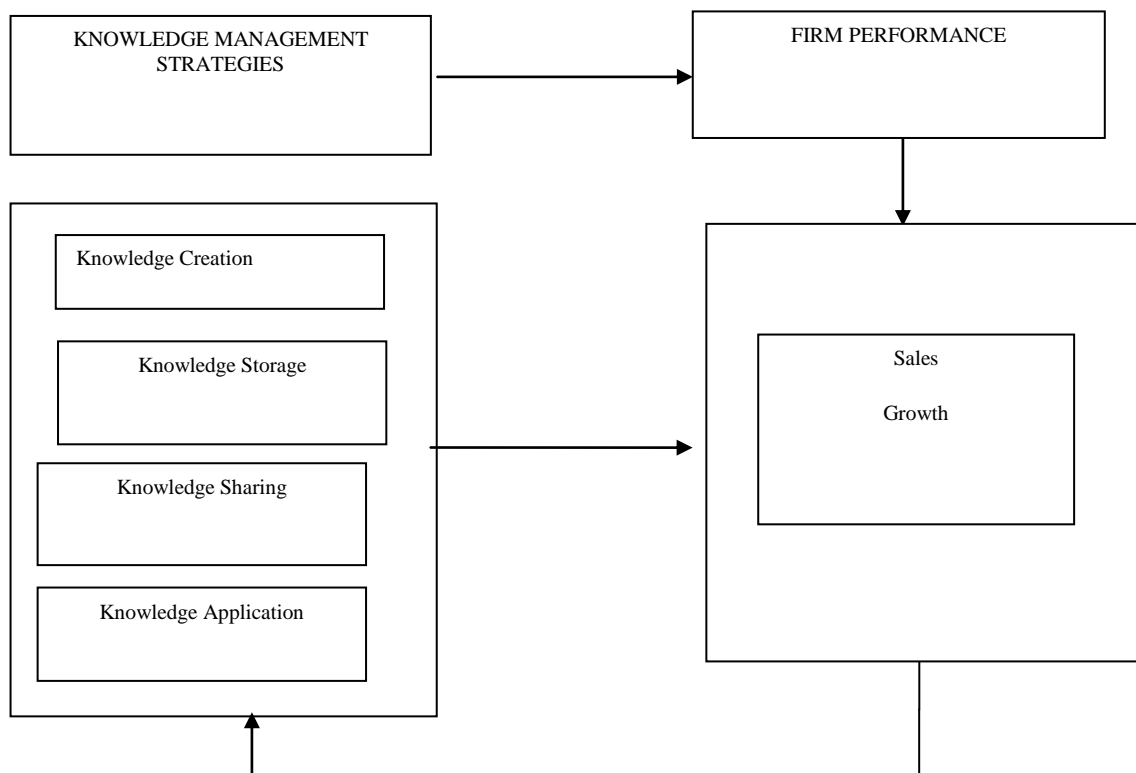 KNOWLEDGE MANAGEMENT
STRATEGIES
FIRM PERFORMANCE
Knowledge Creation
Knowledge Storage
Knowledge Sharing
Knowledge Application
Sales
Growth